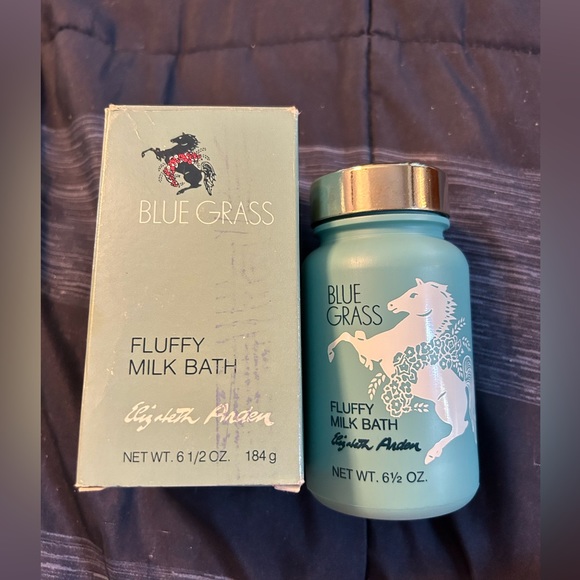 BLUE GRASS
FLUFFY
MILK BATH
Elizabeth Arden
NET WT. 6 1/2 OZ. 184 g
BLUE
GRASS
FLUFFY
MILK BATH
Elizabeth Arden
NET WT. 6½ OZ.